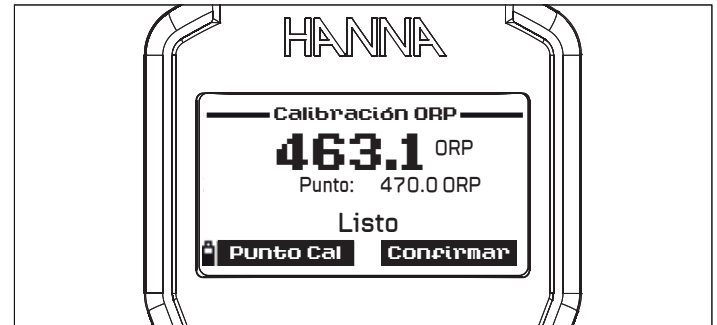 HANNA
Calibración ORP
463.1 ORP
Punto: 470.0 ORP
Listo
Punto Cal Confirmar